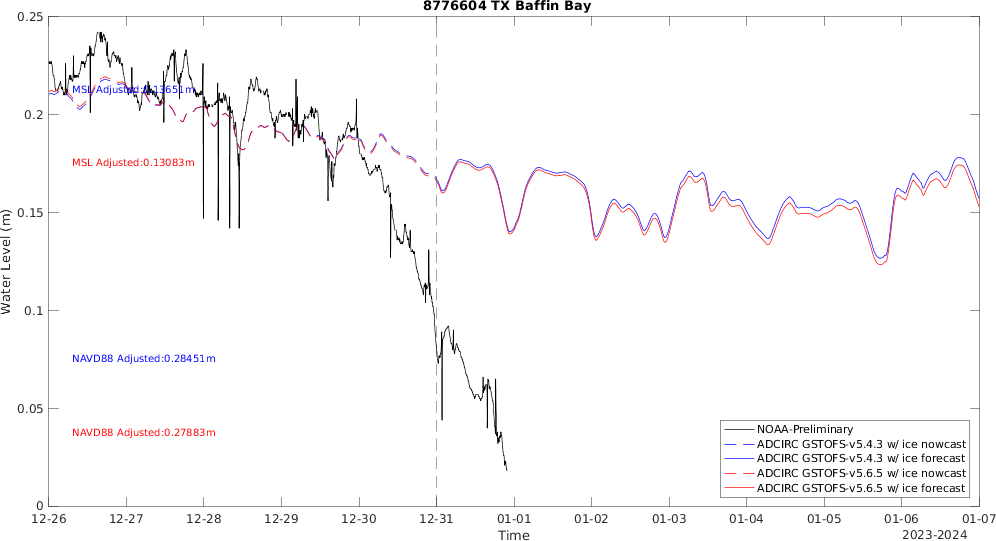 8776604 TX Baffin Bay
0.25
0.2
0.15
0.1
0.05
0
Water Level (m)
MSL Adjusted:0.13651m
MSL Adjusted:0.13083m
NAVD88 Adjusted:0.28451m
NAVD88 Adjusted:0.27883m
NOAA-Preliminary
ADCIRC GSTOFS-v5.4.3 w/ ice nowcast
ADCIRC GSTOFS-v5.4.3 w/ ice forecast
ADCIRC GSTOFS-v5.6.5 w/ ice nowcast
ADCIRC GSTOFS-v5.6.5 w/ ice forecast
12-26 12-27 12-28 12-29 12-30 12-31 01-01 01-02 01-03 01-04 01-05 01-06 01-07
Time
2023-2024